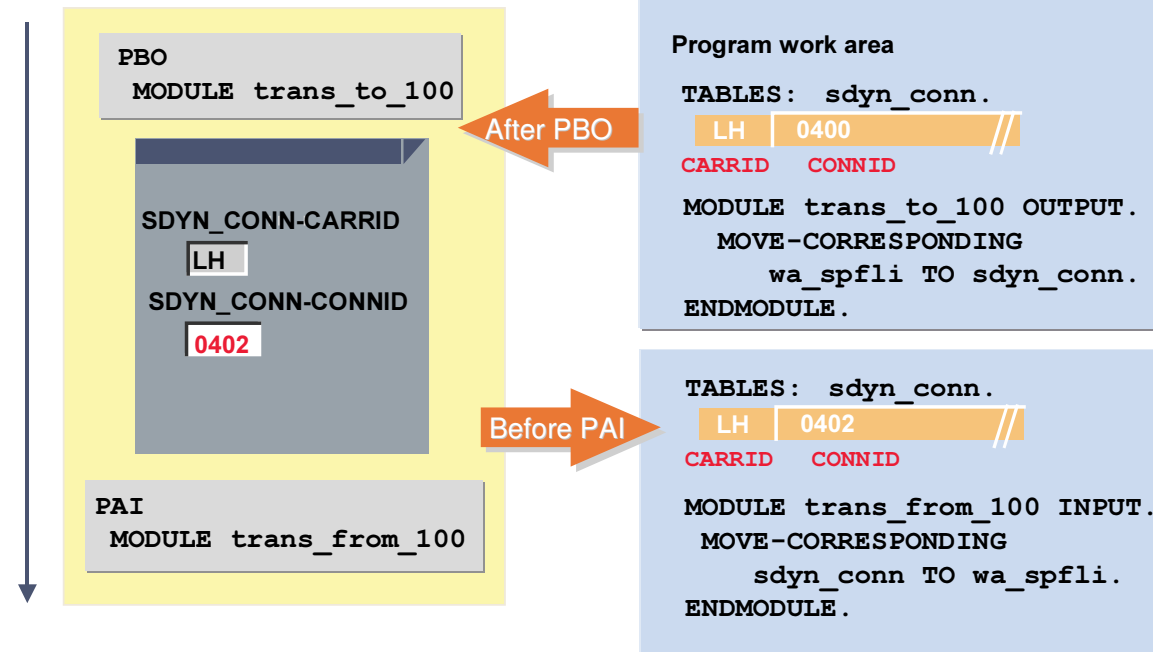 PBO
MODULE trans_to_100
SDYN_CONN-CARRID
LH
SDYN_CONN-CONNID
0402
PAI
MODULE trans_from_100
After PBO
Before PAI
Program work area
TABLES: sdyn_conn.
LH 0400
CARRID CONNID
MODULE trans_to_100 OUTPUT.
MOVE-CORRESPONDING
wa_spfli TO sdyn_conn.
ENDMODULE.
TABLES: sdyn_conn.
LH 0402
CARRID CONNID
MODULE trans_from_100 INPUT.
MOVE-CORRESPONDING
sdyn_conn TO wa_spfli.
ENDMODULE.